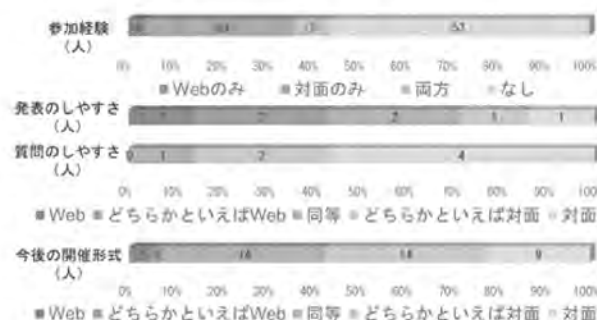 参加経験
（人）
53
0% 10% 20% 30% 40% 50% 60% 70% 80% 90% 100%
■Webのみ ■対面のみ ■両方 ■なし
発表のしやすさ
（人）
2 2 1 1
質問のしやすさ
（人）
0 1 2 4
0% 10% 20% 30% 40% 50% 60% 70% 80% 90% 100%
■Web ■どちらかといえばWeb ■同等 ■どちらかといえば対面 ■対面
今後の開催形式
（人）
14 9
0% 10% 20% 30% 40% 50% 60% 70% 80% 90% 100%
■Web ■どちらかといえばWeb ■同等 ■どちらかといえば対面 ■対面